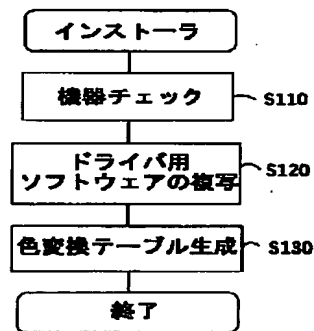 インストーラ
機器チェック
S110
ドライバ用
ソフトウェアの複写
S120
色変換テーブル生成
S130
終了